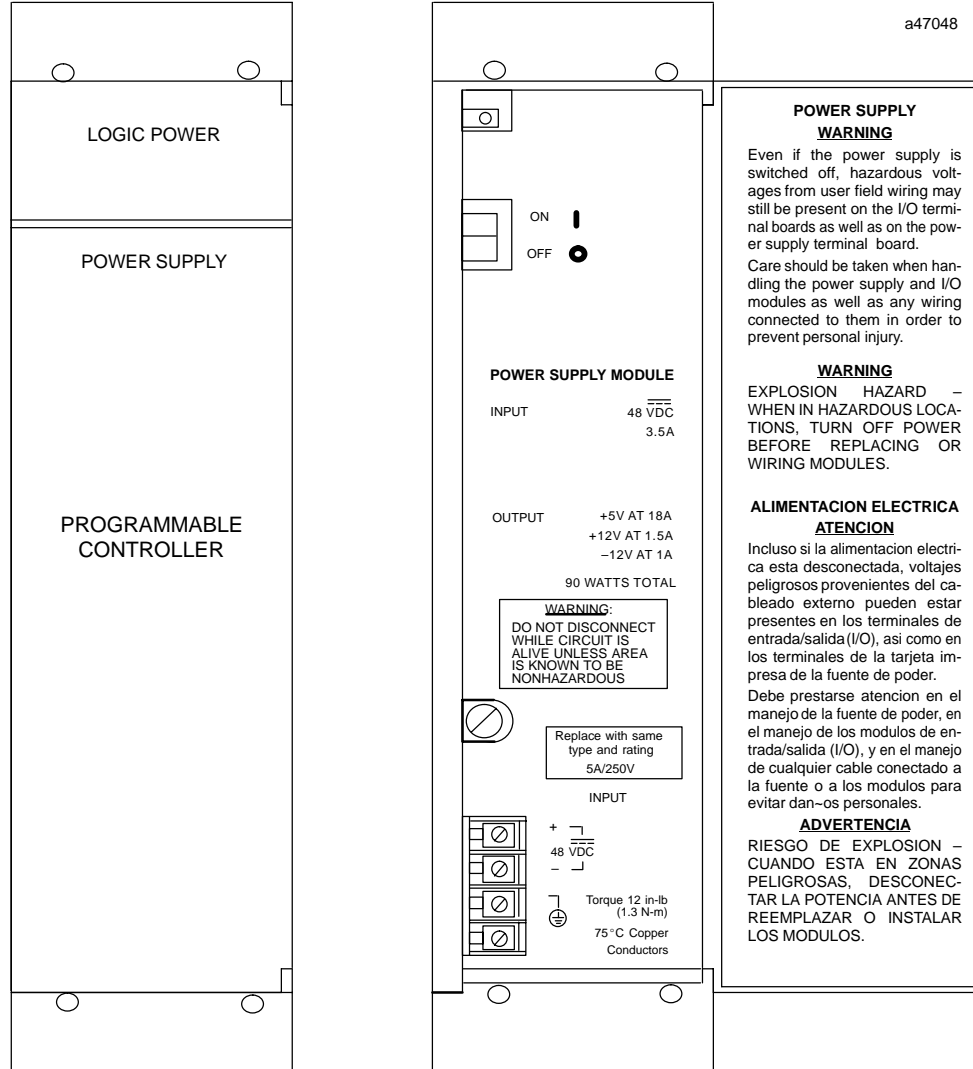 a47048
LOGIC POWER
POWER SUPPLY
PROGRAMMABLE
CONTROLLER
ON
OFF
POWER SUPPLY MODULE
INPUT 48 VDC
3.5A
OUTPUT +5V AT 18A
+12V AT 1.5A
–12V AT 1A
90 WATTS TOTAL
WARNING:
DO NOT DISCONNECT
WHILE CIRCUIT IS
ALIVE UNLESS AREA
IS KNOWN TO BE
NONHAZARDOUS
Replace with same
type and rating
5A/250V
INPUT
+
48 VDC
–
Torque 12 in-lb
(1.3 N-m)
75°C Copper
Conductors
POWER SUPPLY
WARNING
Even if the power supply is
switched off, hazardous volt-
ages from user field wiring may
still be present on the I/O termi-
nal boards as well as on the pow-
er supply terminal board.
Care should be taken when han-
dling the power supply and I/O
modules as well as any wiring
connected to them in order to
prevent personal injury.
WARNING
EXPLOSION HAZARD –
WHEN IN HAZARDOUS LOCA-
TIONS, TURN OFF POWER
BEFORE REPLACING OR
WIRING MODULES.
ALIMENTACION ELECTRICA
ATENCION
Incluso si la alimentacion electri-
ca esta desconectada, voltajes
peligrosos provenientes del ca-
bleado externo pueden estar
presentes en los terminales de
entrada/salida(I/O), asi como en
los terminales de la tarjeta im-
presa de la fuente de poder.
Debe prestarse atencion en el
manejo de la fuente de poder, en
el manejo de los modulos de en-
trada/salida (I/O), y en el manejo
de cualquier cable conectado a
la fuente o a los modulos para
evitar dan~os personales.
ADVERTENCIA
RIESGO DE EXPLOSION –
CUANDO ESTA EN ZONAS
PELIGROSAS, DESCONEC-
TAR LA POTENCIA ANTES DE
REEMPLAZAR O INSTALAR
LOS MODULOS.